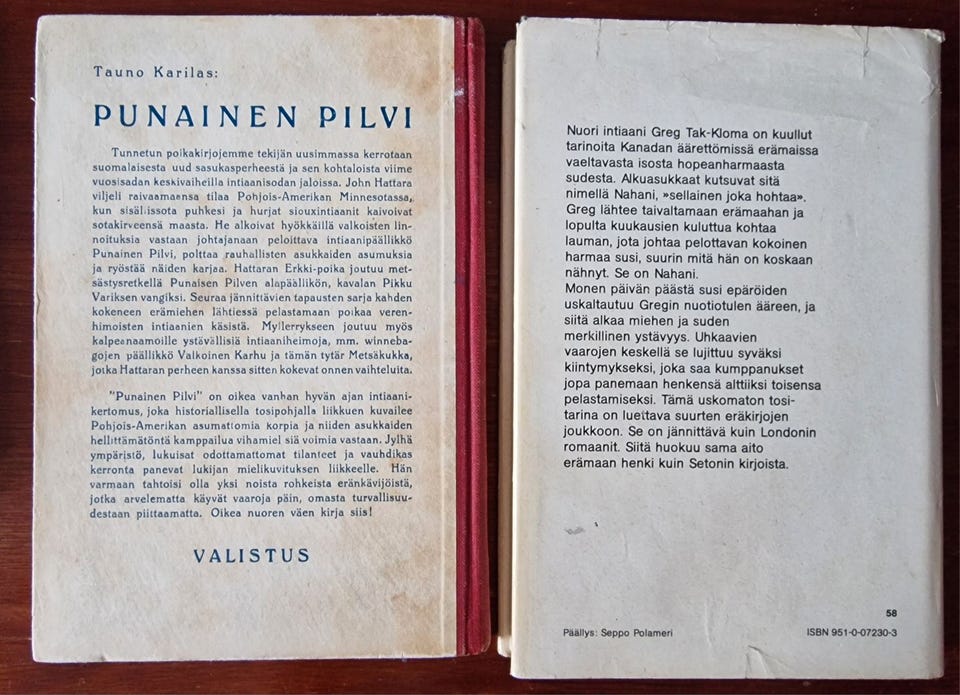 Tauno Karilas:
PUNAINEN PILVI
Tunnetun poikakirjojemme tekijän uusimmassa kerrotaan
suomalaisesta uud sasukasperheestä ja sen kohtaloista viime
vuosisadan keskivaiheilla intiaanisodan jaloissa. John Hattara
viljeli raivaamaansa tilaa Pohjois-Amerikan Minnesotassa,
kun sisällissota puhkesi ja hurjat siouxintiaanit kaivoivat
sotakirveensä maasta. He alkoivat hyökkäillä valkoisten lin-
noituksia vastaan johtajanaan peloittava intiaanipäällikkö
Punainen Pilvi, polttaa rauhallisten asukkaiden asumuksia
ja ryöstää näiden karjaa. Hattaran Erkki-poika joutuu met-
sästysretkellä Punaisen Pilven alapäällikön, kavalan Pikku
Variksen vangiksi. Seuraa jännittävien tapausten sarja kahden
kokeneen erämiehen lähtiessä pelastamaan poikaa veren-
himoisten intiaanien käsistä. Myllerrykseen joutuu myös
kalpeanaamoille ystävällisiä intiaaniheimoja, mm. winneba-
gojen päällikkö Valkoinen Karhu ja tämän tytär Metsäkukka,
jotka Hattaran perheen kanssa sitten kokevat onnen vaihteluita.
"Punainen Pilvi" on oikea vanhan hyvän ajan intiaani-
kertomus, joka historiallisella tosipohjalla liikkuen kuvailee
Pohjois-Amerikan asumattomia korpia ja niiden asukkaiden
hellittämätöntä kamppailua vihamiel siä voimia vastaan. Jylhä
ympäristö, lukuisat odottamattomat tilanteet ja vauhdikas
kerronta panevat lukijan mielikuvituksen liikkeelle. Hän
varmaan tahtoisi olla yksi noista rohkeista eränkävijöistä,
jotka arvelematta käyvät vaaroja päin, omasta turvallisuu-
destaan piittaamatta. Oikea nuoren väen kirja siis!
VALISTUS
Nuori intiaani Greg Tak-Kloma on kuullut
tarinoita Kanadan äärettömissä erämaissa
vaeltavasta isosta hopeanharmaasta
sudesta. Alkuasukkaat kutsuvat sitä
nimellä Nahani, »sellainen joka hohtaa».
Greg lähtee taivaltamaan erämaahan ja
lopulta kuukausien kuluttua kohtaa
lauman, jota johtaa pelottavan kokoinen
harmaa susi, suurin mitä hän on koskaan
nähnyt. Se on Nahani.
Monen päivän päästä susi epäröiden
uskaltautuu Gregin nuotiotulen ääreen, ja
siitä alkaa miehen ja suden
merkillinen ystävyys. Uhkaavien
vaarojen keskellä se lujittuu syväksi
kiintymykseksi, joka saa kumppanukset
jopa panemaan henkensä alttiiksi toisensa
pelastamiseksi. Tämä uskomaton tosi-
tarina on luettava suurten eräkirjojen
joukkoon. Se on jännittävä kuin Londonin
romaanit. Siitä huokuu sama aito
erämaan henki kuin Setonin kirjoista.
58
Päällys: Seppo Polameri
ISBN 951-0-07230-3